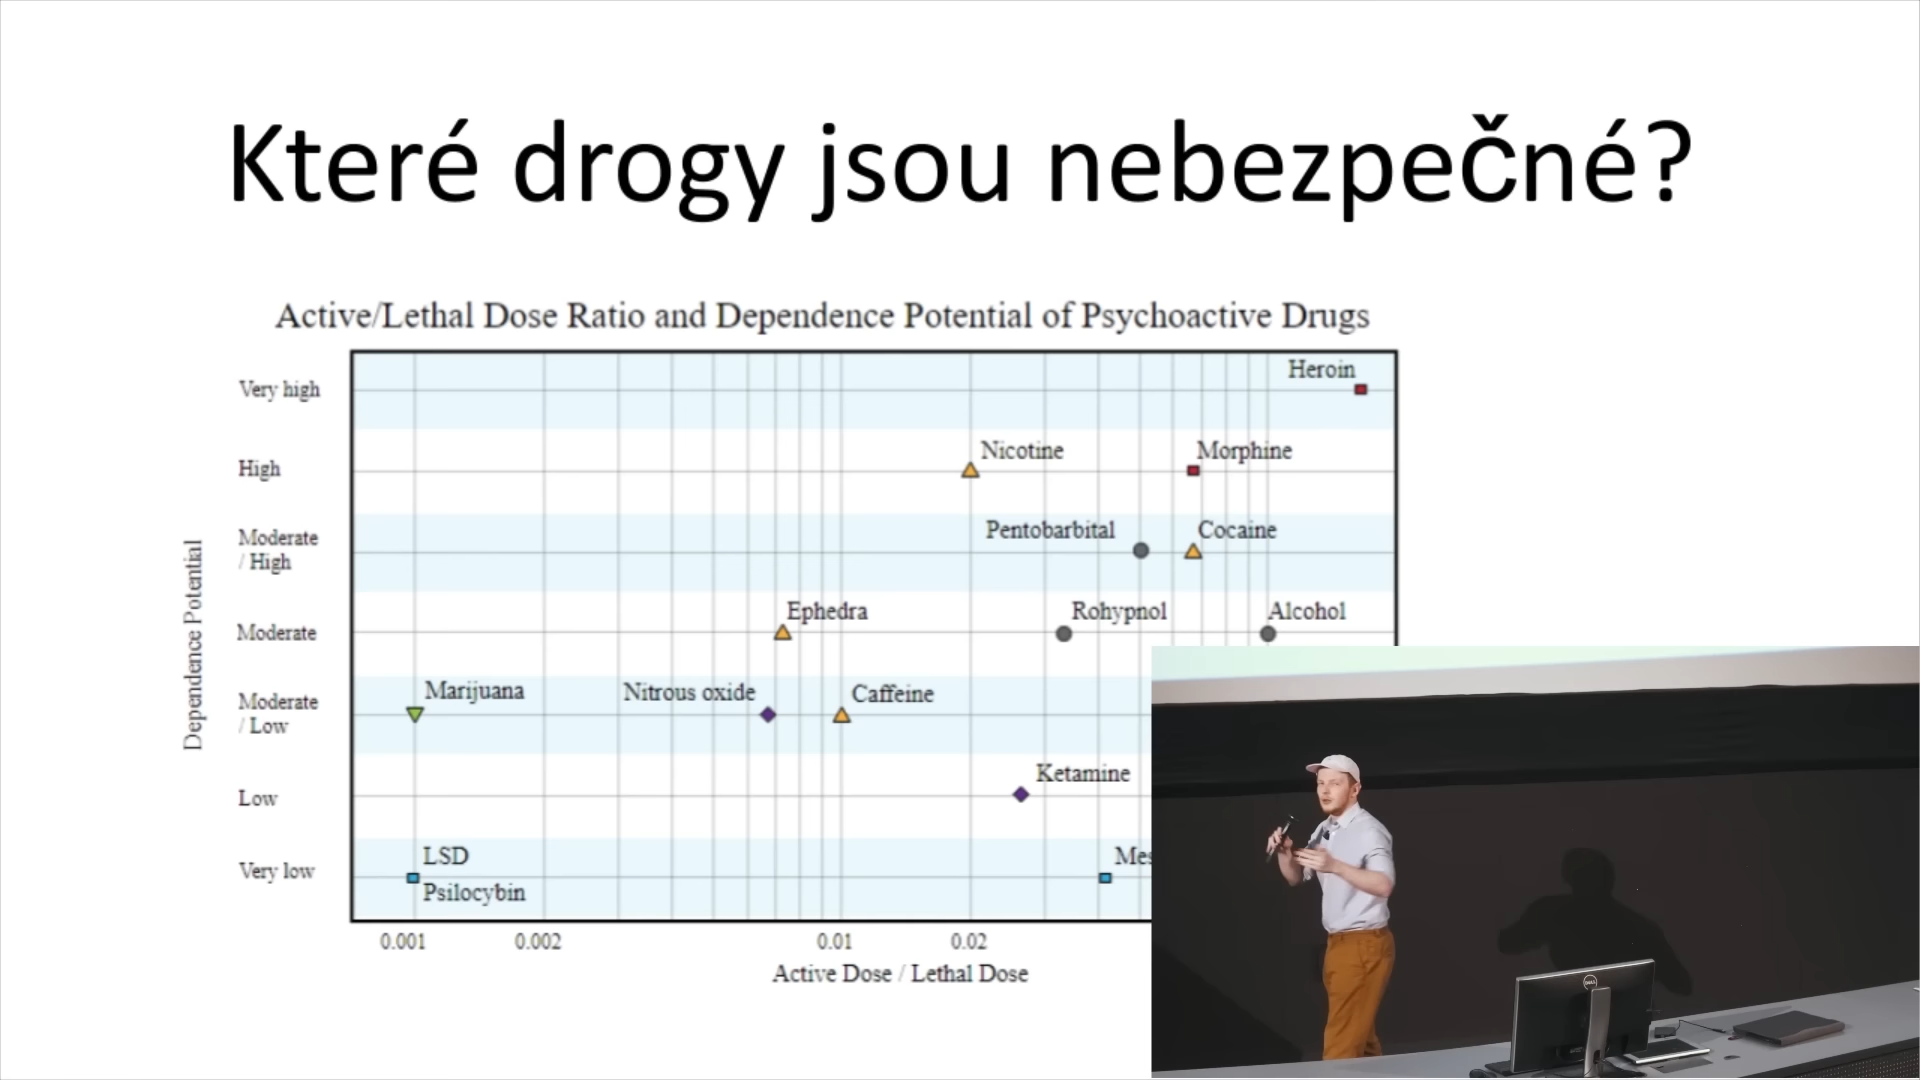 Které drogy jsou nebezpečné?
Active/Lethal Dose Ratio and Dependence Potential of Psychoactive Drugs
Very high
Heroin
High
Nicotine
Morphine
Moderate
/ High
Pentobarbital
Cocaine
Moderate
Ephedra
Rohypnol
Alcohol
Moderate
/ Low
Marijuana
Nitrous oxide
Caffeine
Low
Ketamine
Very low
LSD
Psilocybin
Mes
Dependence Potential
0.001
0.002
0.01
0.02
Active Dose / Lethal Dose
DELL